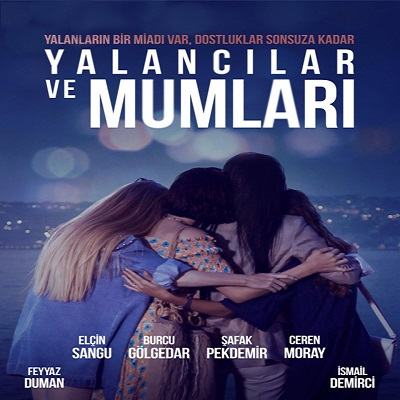 YALANLARIN BİR MİADI VAR, DOSTLUKLAR SONSUZA KADAR
YALANCILAR
VE MUMLARI
ELÇİN
SANGU
BURCU
GÖLGEDAR
ŞAFAK
PEKDEMİR
CEREN
MORAY
FEYYAZ
DUMAN
İSMAİL
DEMİRCİ